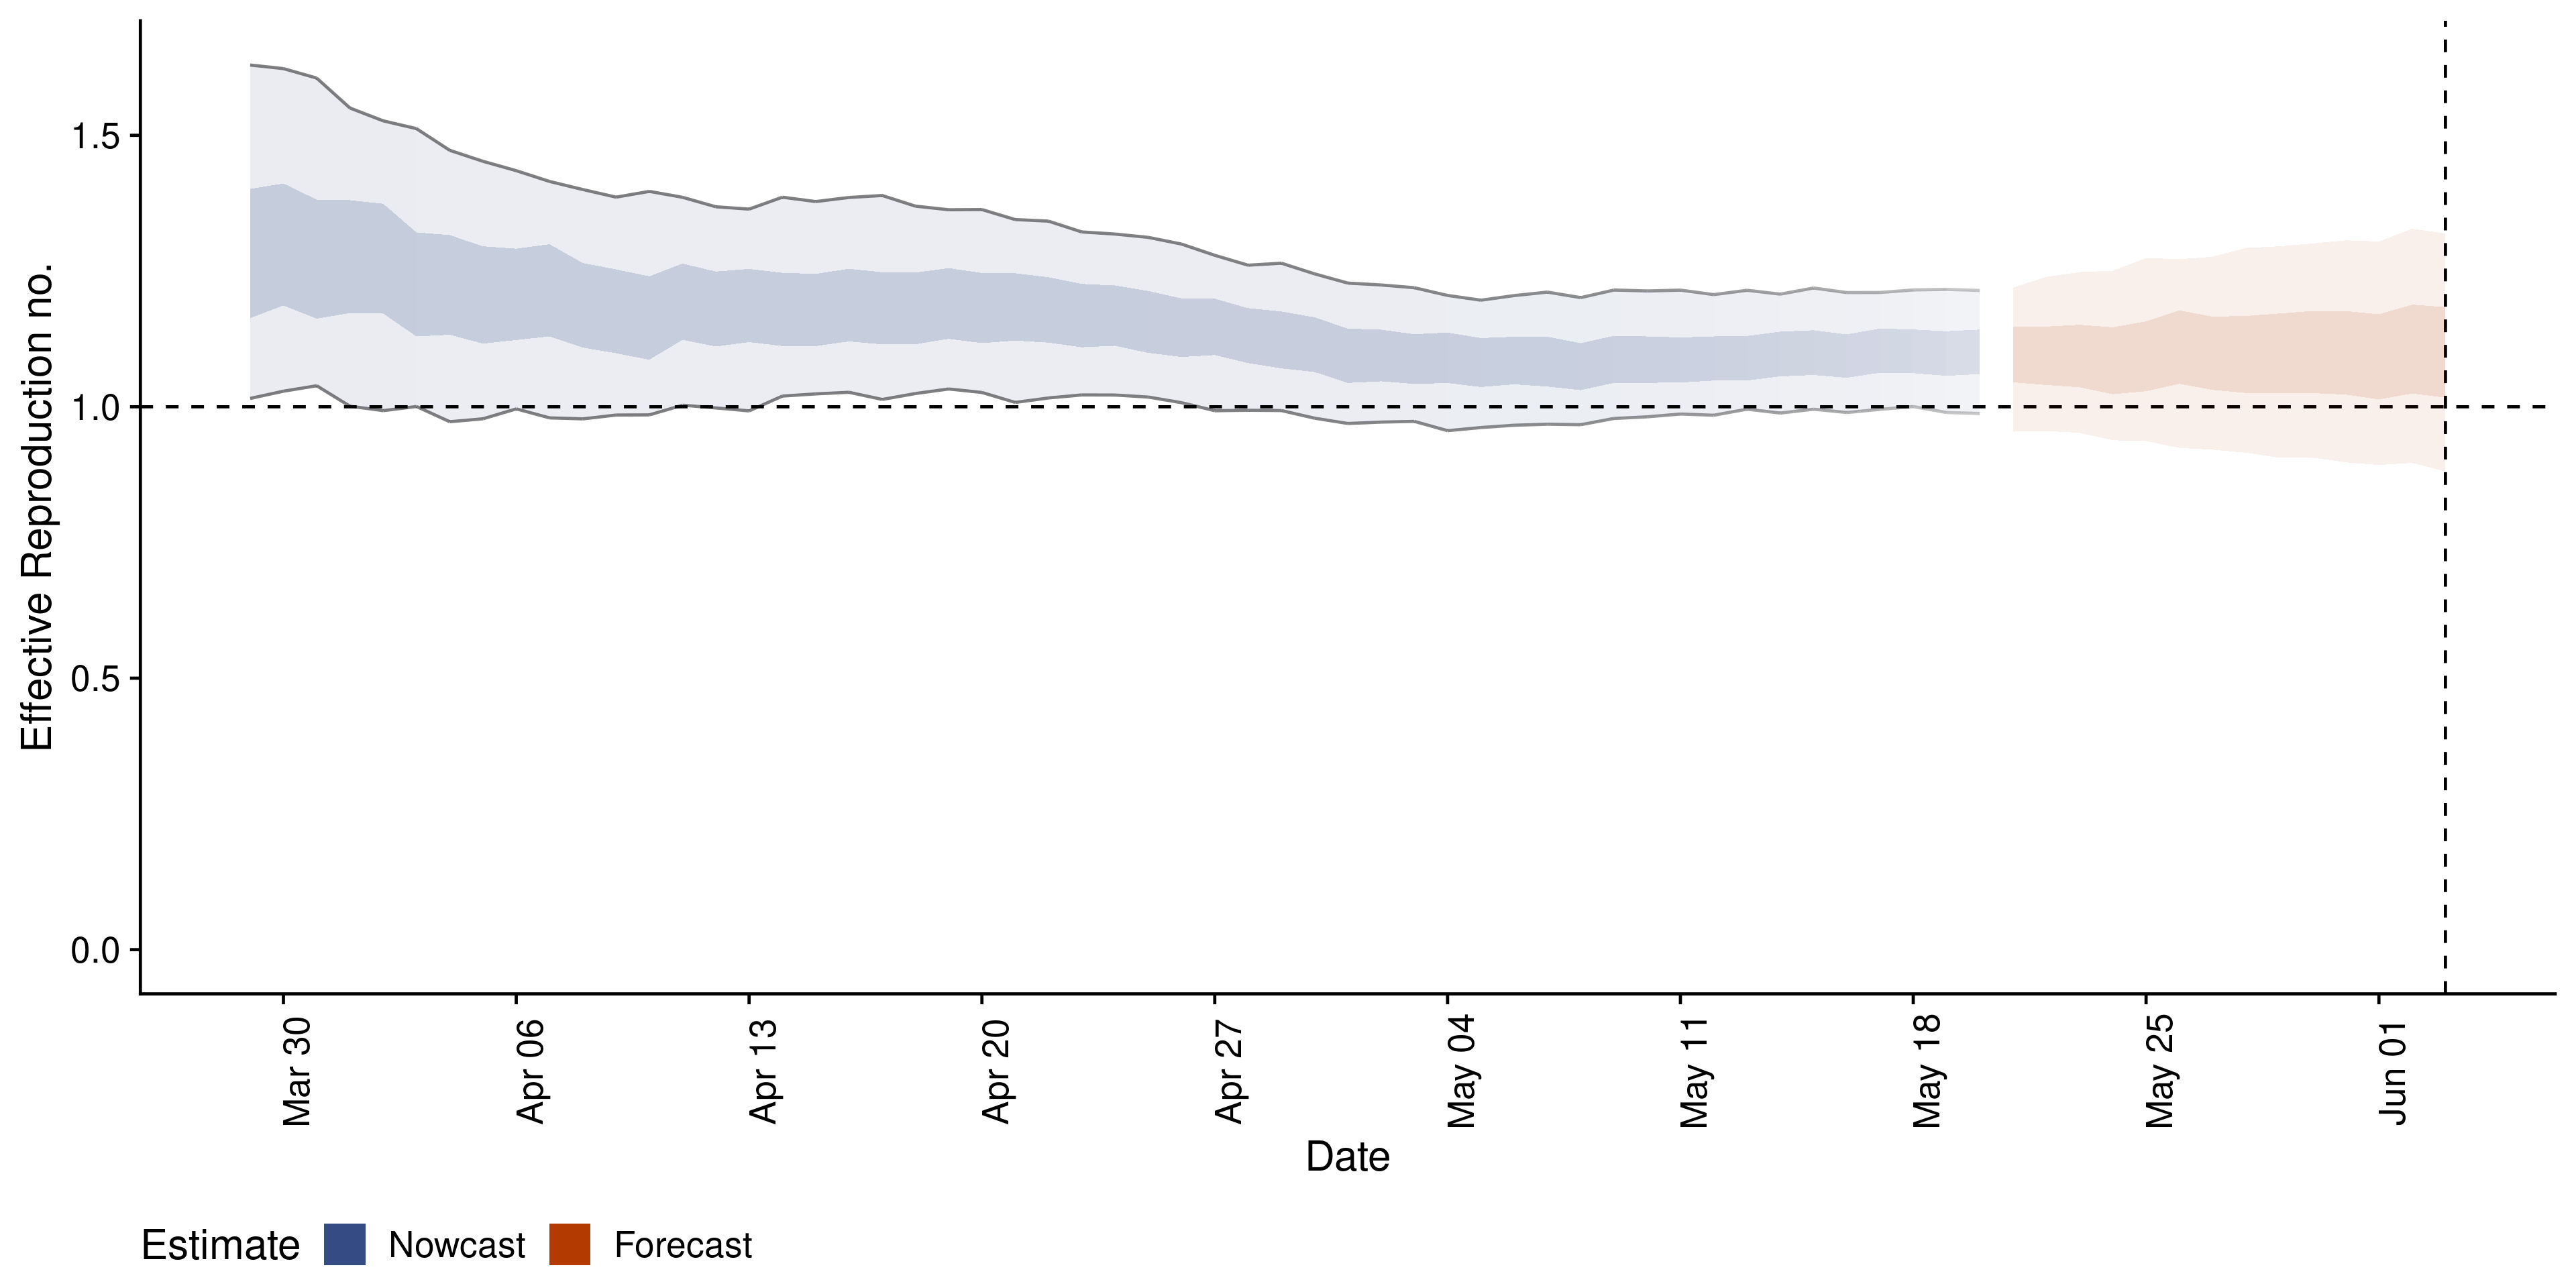 Effective Reproduction no.
1.5
1.0
0.5
0.0
Mar 30
Apr 06
Apr 13
Apr 20
Apr 27
May 04
May 11
May 18
May 25
Jun 01
Date
Estimate Nowcast Forecast